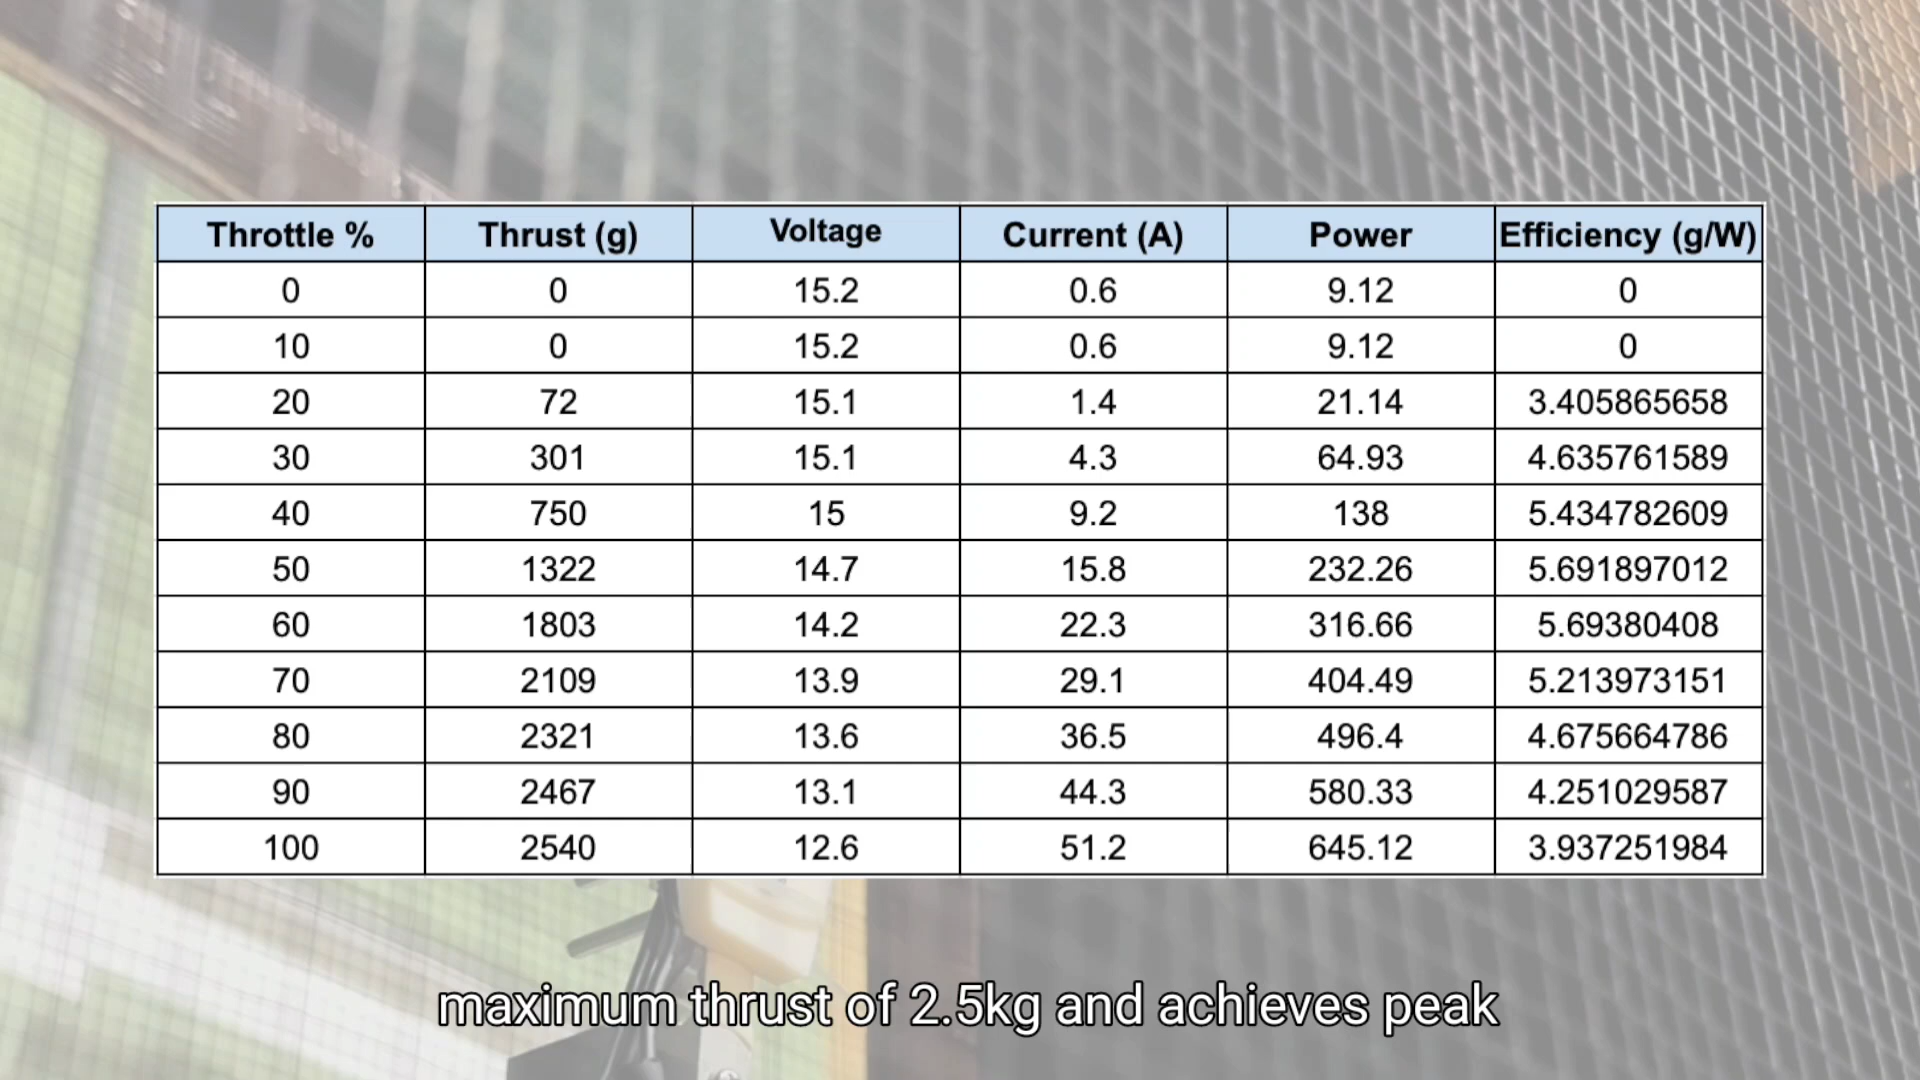 Throttle % Thrust (g) Voltage Current (A) Power Efficiency (g/W)
0 0 15.2 0.6 9.12 0
10 0 15.2 0.6 9.12 0
20 72 15.1 1.4 21.14 3.405865658
30 301 15.1 4.3 64.93 4.635761589
40 750 15 9.2 138 5.434782609
50 1322 14.7 15.8 232.26 5.691897012
60 1803 14.2 22.3 316.66 5.69380408
70 2109 13.9 29.1 404.49 5.213973151
80 2321 13.6 36.5 496.4 4.675664786
90 2467 13.1 44.3 580.33 4.251029587
100 2540 12.6 51.2 645.12 3.937251984
maximum thrust of 2.5kg and achieves peak